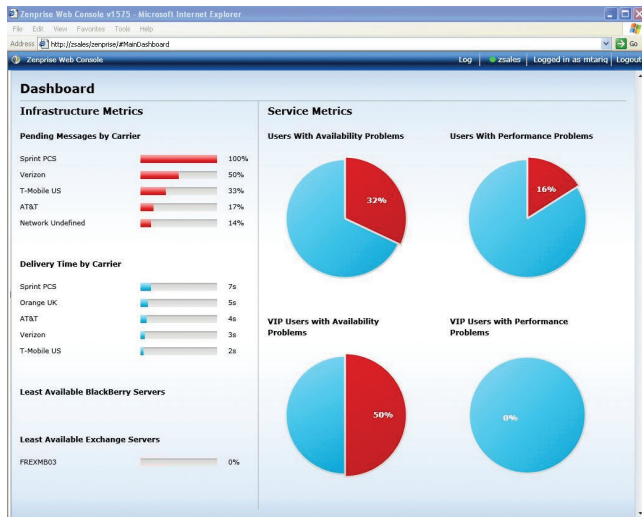 Zenprise Web Console v1575 - Microsoft Internet Explorer
File Edit View Favorites Tools Help
Address http://zsales/zenprise/#MainDashboard Go
Zenprise Web Console Log zsales Logged in as mtariq Logout
Dashboard
Infrastructure Metrics
Pending Messages by Carrier
Sprint PCS 100%
Verizon 50%
T-Mobile US 33%
AT&T 17%
Network Undefined 14%
Delivery Time by Carrier
Sprint PCS 7s
Orange UK 5s
AT&T 4s
Verizon 3s
T-Mobile US 2s
Least Available BlackBerry Servers
Least Available Exchange Servers
FREXMB03 0%
Service Metrics
Users With Availability Problems
32%
Users With Performance Problems
16%
VIP Users with Availability
Problems
50%
VIP Users with Performance
Problems
0%